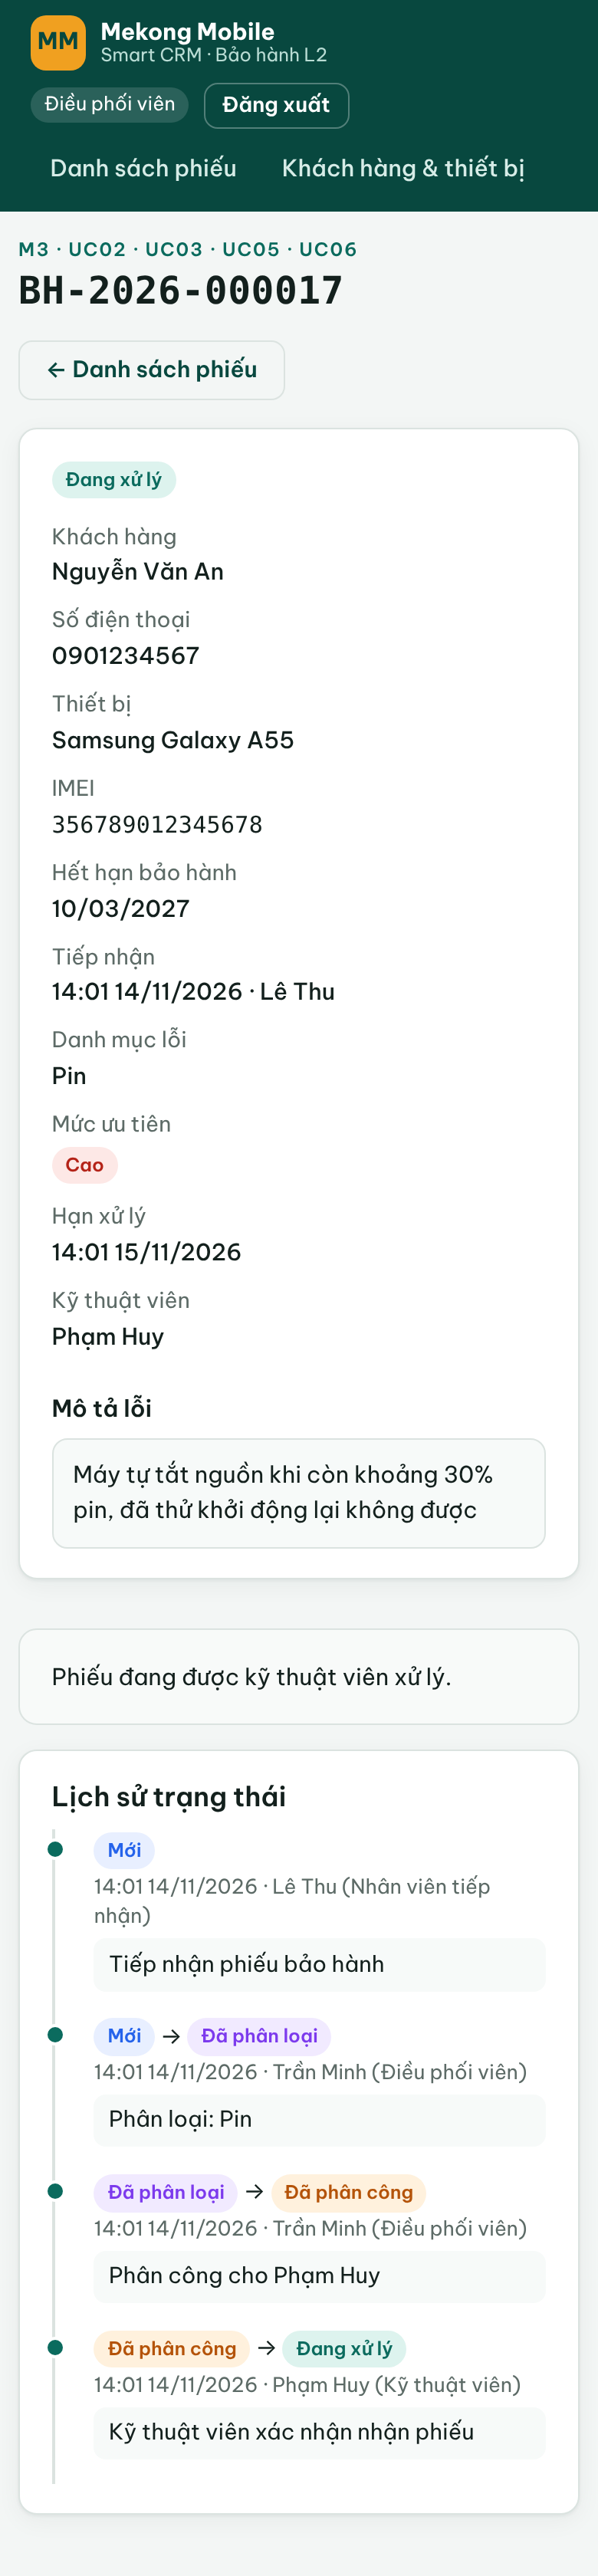 MM
Mekong Mobile
Smart CRM · Bảo hành L2
Điều phối viên
Đăng xuất
Danh sách phiếu
Khách hàng & thiết bị
M3 · UC02 · UC03 · UC05 · UC06
BH-2026-000017
← Danh sách phiếu
Đang xử lý
Khách hàng
Nguyễn Văn An
Số điện thoại
0901234567
Thiết bị
Samsung Galaxy A55
IMEI
356789012345678
Hết hạn bảo hành
10/03/2027
Tiếp nhận
14:01 14/11/2026 · Lê Thu
Danh mục lỗi
Pin
Mức ưu tiên
Cao
Hạn xử lý
14:01 15/11/2026
Kỹ thuật viên
Phạm Huy
Mô tả lỗi
Máy tự tắt nguồn khi còn khoảng 30%
pin, đã thử khởi động lại không được
Phiếu đang được kỹ thuật viên xử lý.
Lịch sử trạng thái
Mới
14:01 14/11/2026 · Lê Thu (Nhân viên tiếp
nhận)
Tiếp nhận phiếu bảo hành
Mới → Đã phân loại
14:01 14/11/2026 · Trần Minh (Điều phối viên)
Phân loại: Pin
Đã phân loại → Đã phân công
14:01 14/11/2026 · Trần Minh (Điều phối viên)
Phân công cho Phạm Huy
Đã phân công → Đang xử lý
14:01 14/11/2026 · Phạm Huy (Kỹ thuật viên)
Kỹ thuật viên xác nhận nhận phiếu